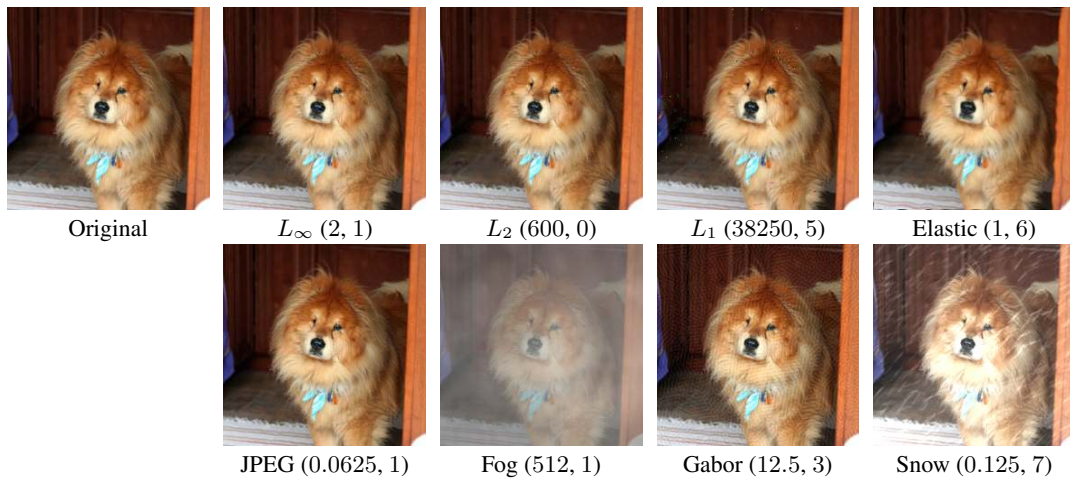 Original
L∞ (2, 1)
L2 (600, 0)
L1 (38250, 5)
Elastic (1, 6)
JPEG (0.0625, 1)
Fog (512, 1)
Gabor (12.5, 3)
Snow (0.125, 7)